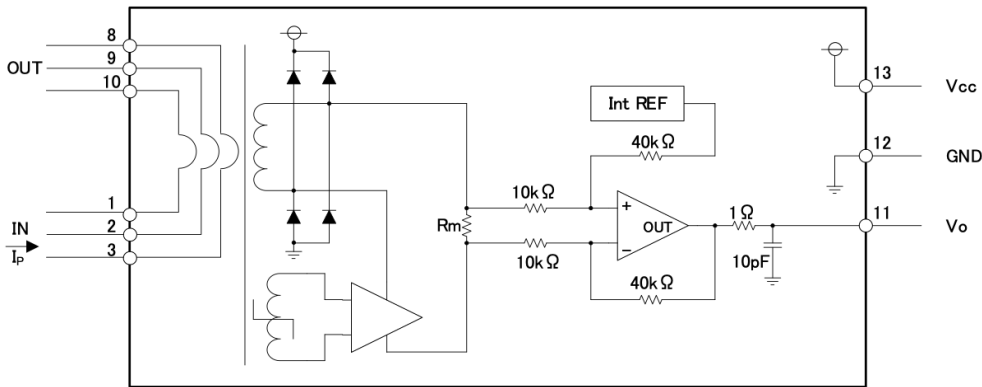 8
OUT
9
10
1
IN
2
IP
3
Int REF
40kΩ
10kΩ
Rm
10kΩ
+
OUT
−
40kΩ
1Ω
10pF
13
Vcc
12
GND
11
Vo